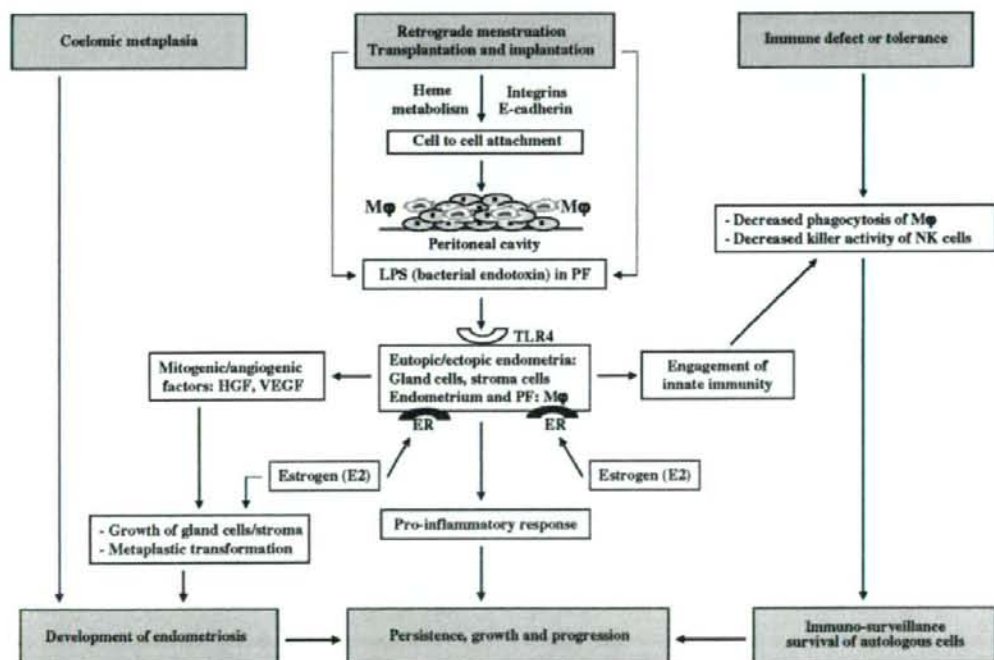 Coelomic metaplasia
Retrograde menstruation
Transplantation and implantation
Immune defect or tolerance
Heme
metabolism
Integrins
E-cadherin
Cell to cell attachment
Mφ
Mφ
Peritoneal cavity
- Decreased phagocytosis of Mφ
- Decreased killer activity of NK cells
LPS (bacterial endotoxin) in PF
TLR4
Mitogenic/angiogenic
factors: HGF, VEGF
Eutopic/ectopic endometria:
Gland cells, stroma cells
Endometrium and PF: Mφ
Engagement of
innate immunity
ER
ER
Estrogen (E2)
Estrogen (E2)
- Growth of gland cells/stroma
- Metaplastic transformation
Pro-inflammatory response
Development of endometriosis
Persistence, growth and progression
Immuno-surveillance
survival of autologous cells